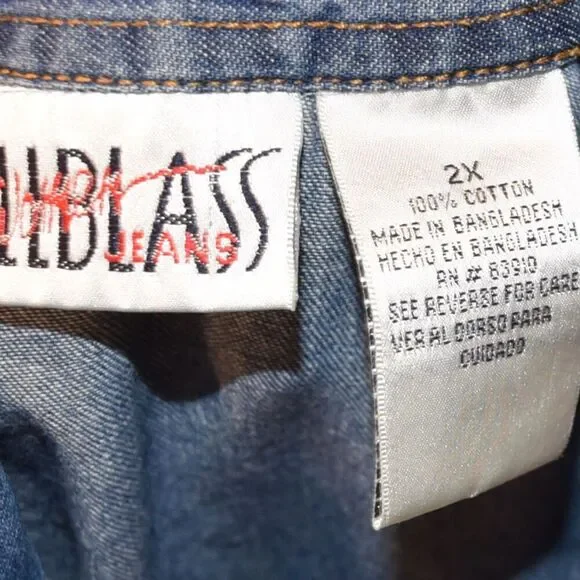 LLBLASS
JEANS
2X
100% COTTON
MADE IN BANGLADESH
HECHO EN BANGLADESH
RN # 83910
SEE REVERSE FOR CARE
VER AL DORSO PARA
CUIDADO